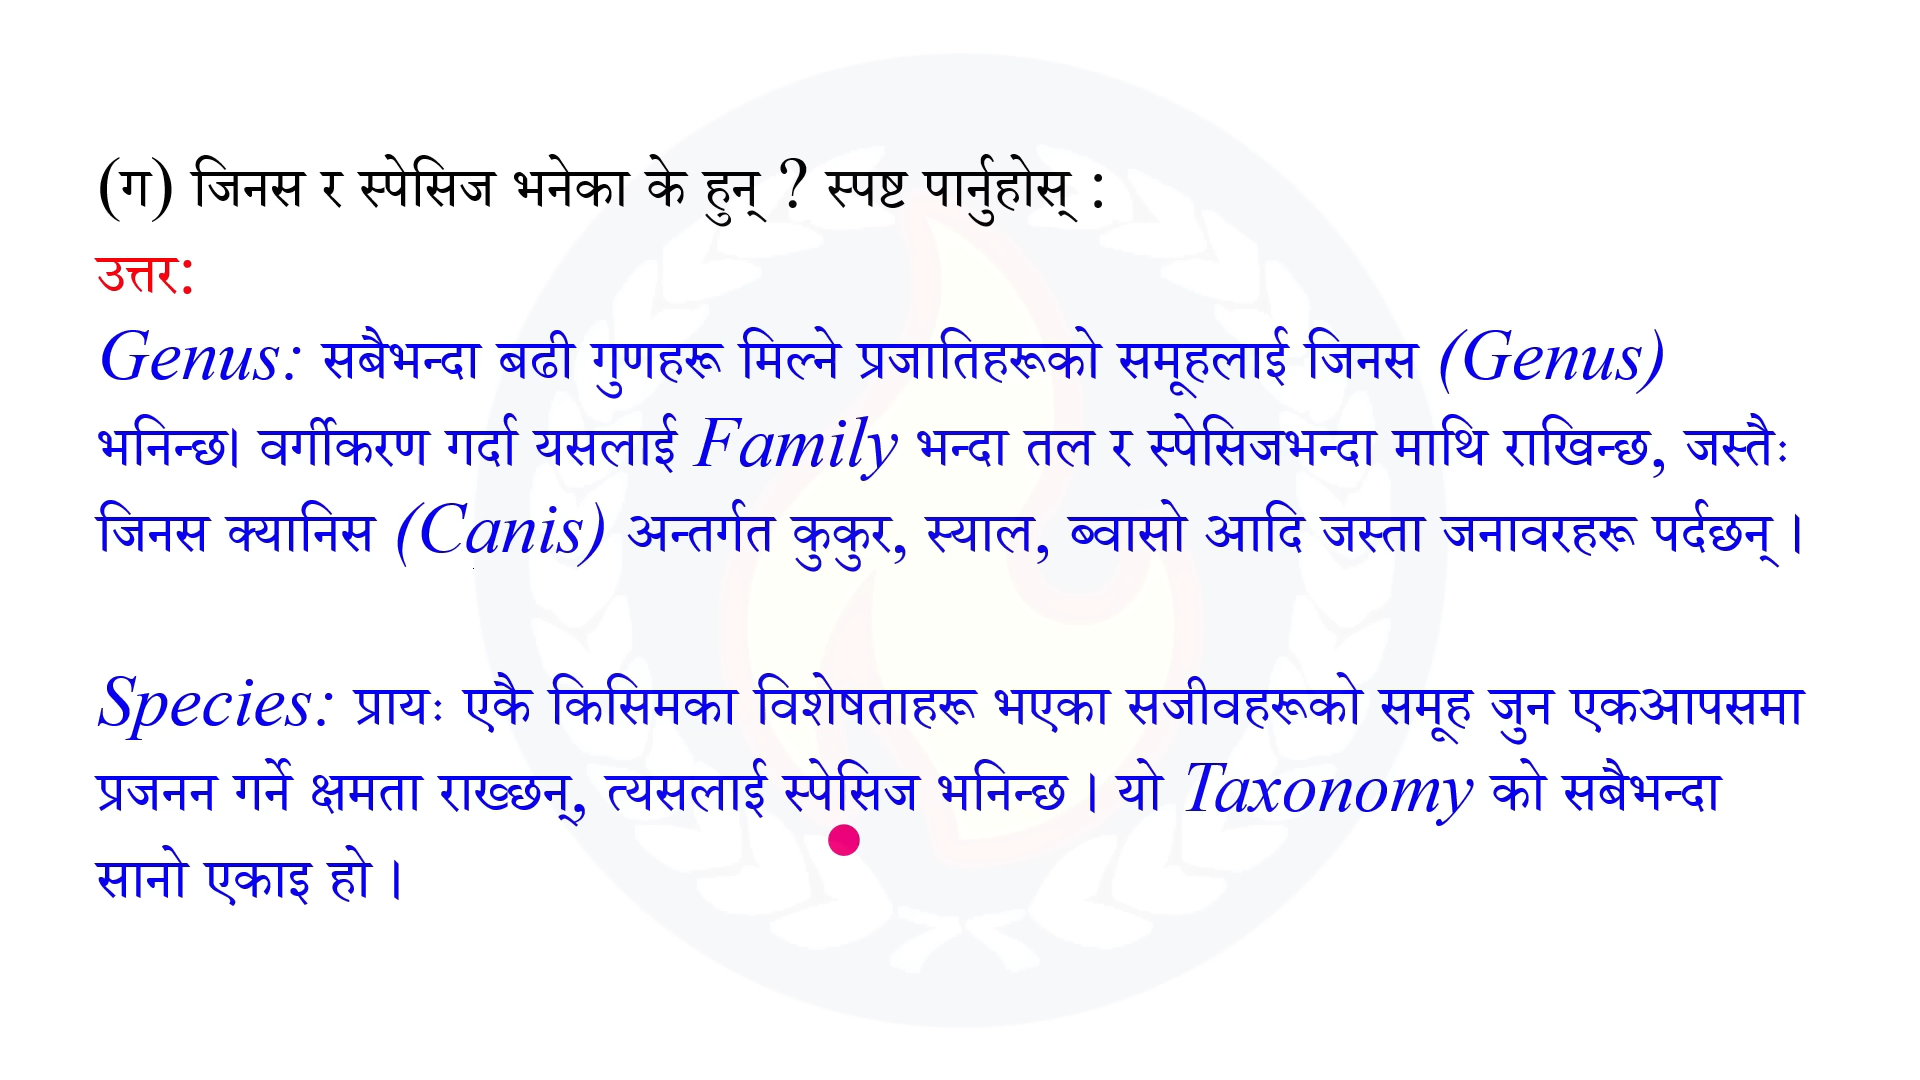 (ग) जिनस र स्पेसिज भनेका के हुन् ? स्पष्ट पार्नुहोस् :
उत्तर:
Genus: सबैभन्दा बढी गुणहरू मिल्ने प्रजातिहरूको समूहलाई जिनस (Genus)
भनिन्छ। वर्गीकरण गर्दा यसलाई Family भन्दा तल र स्पेसिजभन्दा माथि राखिन्छ, जस्तैः
जिनस क्यानिस (Canis) अन्तर्गत कुकुर, स्याल, ब्वासो आदि जस्ता जनावरहरू पर्दछन् ।
Species: प्रायः एकै किसिमका विशेषताहरू भएका सजीवहरूको समूह जुन एकआपसमा
प्रजनन गर्ने क्षमता राख्छन्, त्यसलाई स्पेसिज भनिन्छ । यो Taxonomy को सबैभन्दा
सानो एकाइ हो ।